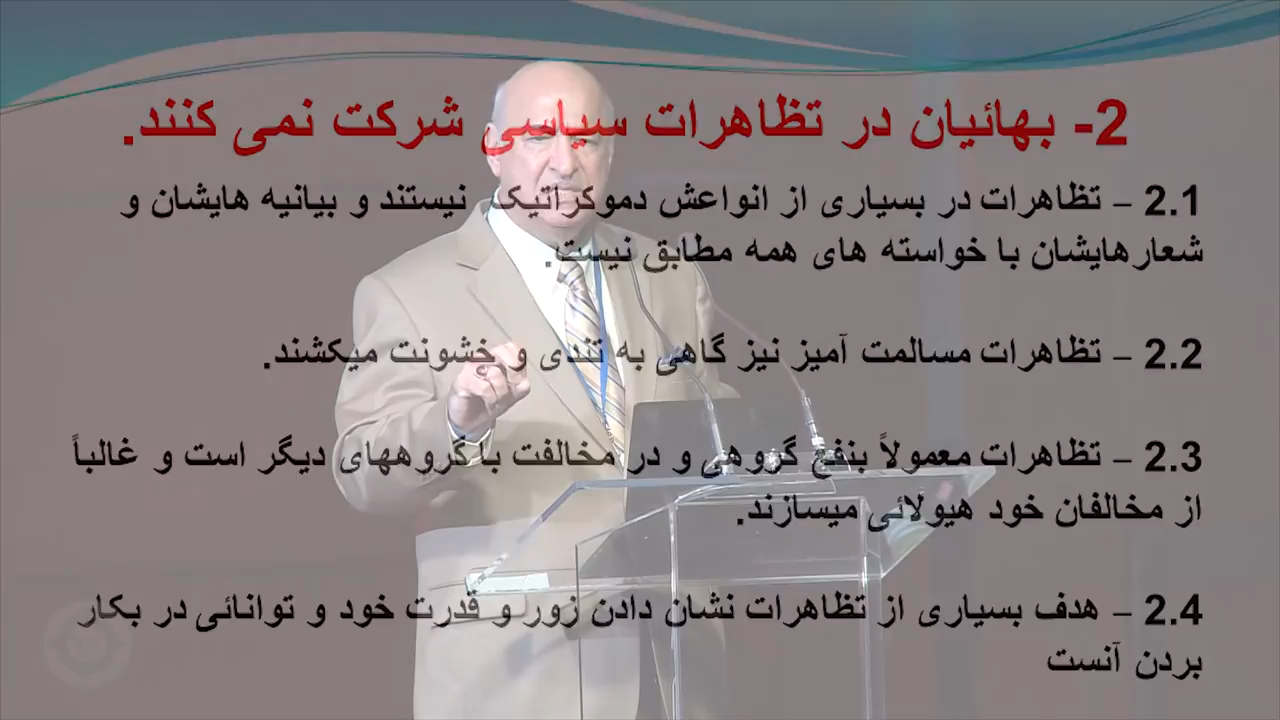 2- بهائیان در تظاهرات سیاسی شرکت نمی کنند.
2.1 – تظاهرات در بسیاری از انواعش دموکراتیک نیستند و بیانیه هایشان و
شعارهایشان با خواسته های همه مطابق نیست.
2.2 – تظاهرات مسالمت آمیز نیز گاهی به تندی و خشونت میکشند.
2.3 – تظاهرات معمولاً بنفع گروهی و در مخالفت با گروههای دیگر است و غالباً
از مخالفان خود هیولائی میسازند.
2.4 – هدف بسیاری از تظاهرات نشان دادن زور و قدرت خود و توانائی در بکار
بردن آنست